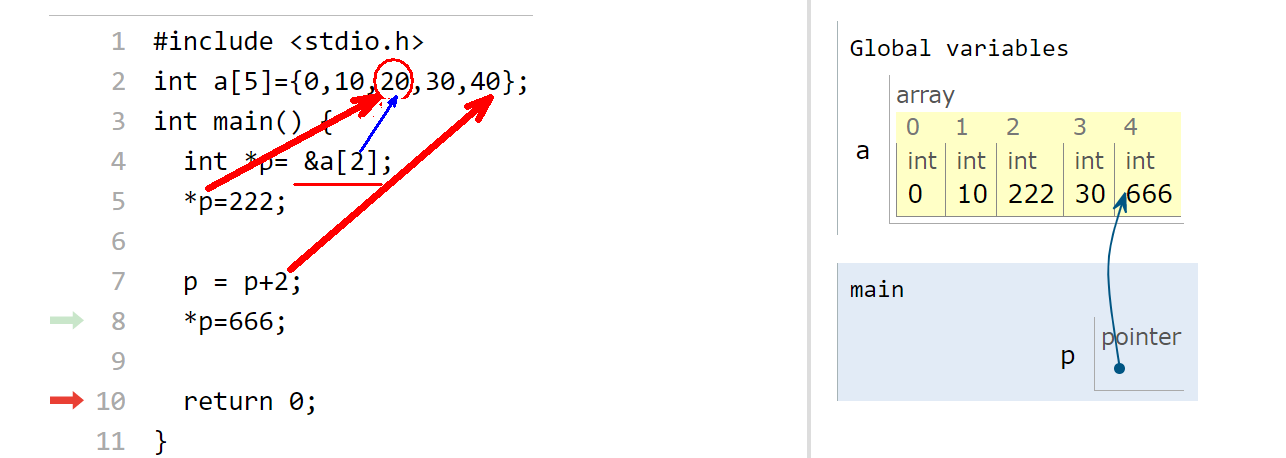 1 #include <stdio.h>
2 int a[5]={0,10,20,30,40};
3 int main() {
4 int *p= &a[2];
5 *p=222;
6
7 p = p+2;
8 *p=666;
9
10 return 0;
11 }
Global variables
array
0 1 2 3 4
a int int int int int
0 10 222 30 666
main
pointer
p